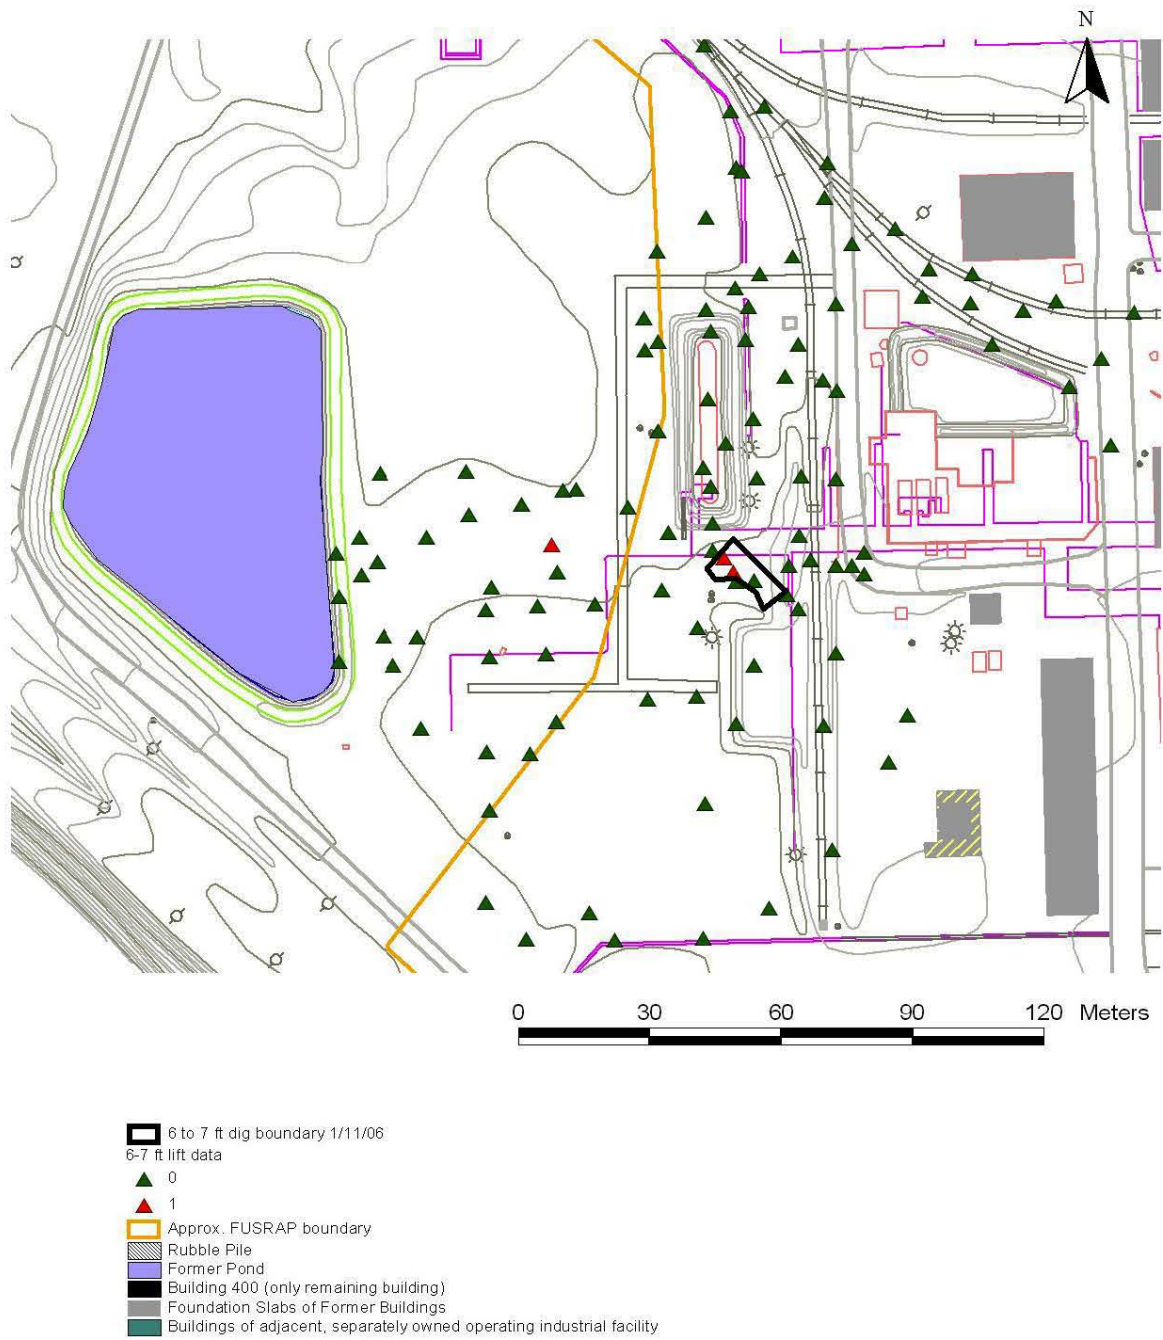 N
0 30 60 90 120 Meters
6 to 7 ft dig boundary 1/11/06
6-7 ft lift data
0
1
Approx. FUSRAP boundary
Rubble Pile
Former Pond
Building 400 (only remaining building)
Foundation Slabs of Former Buildings
Buildings of adjacent, separately owned operating industrial facility